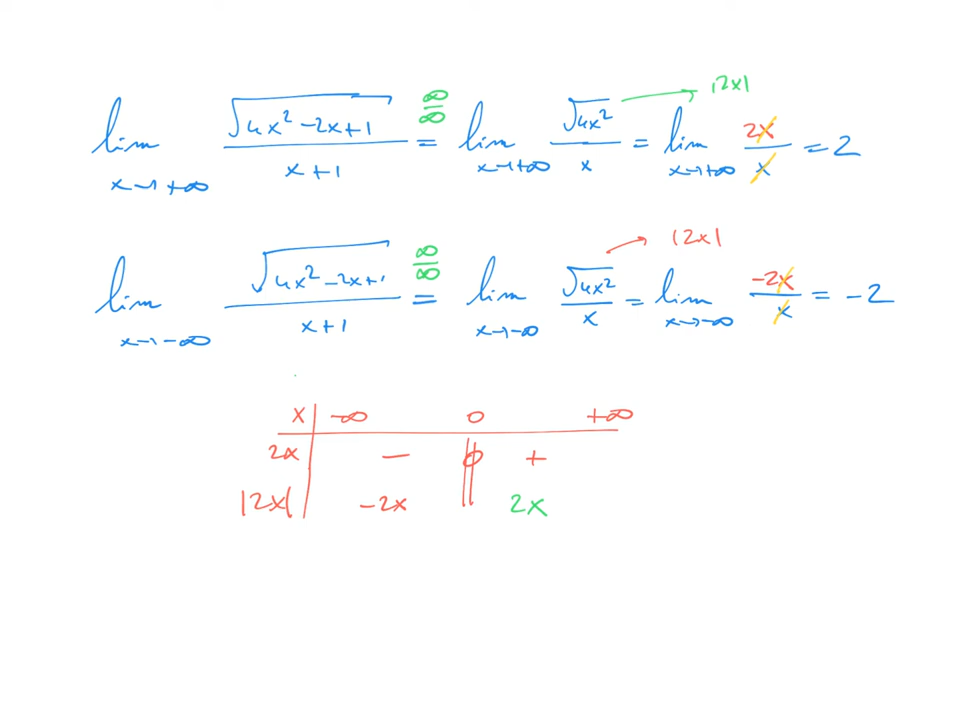 lim x→+∞ √(4x² -2x+1) / (x+1) =^(∞/∞) lim x→+∞ √(4x²) / x → |2x| = lim x→+∞ 2x / x = 2
lim x→-∞ √(4x² -2x+1) / (x+1) =^(∞/∞) lim x→-∞ √(4x²) / x → |2x| = lim x→-∞ -2x / x = -2
x | -∞ 0 +∞
2x | - 0 +
|2x| | -2x || 2x